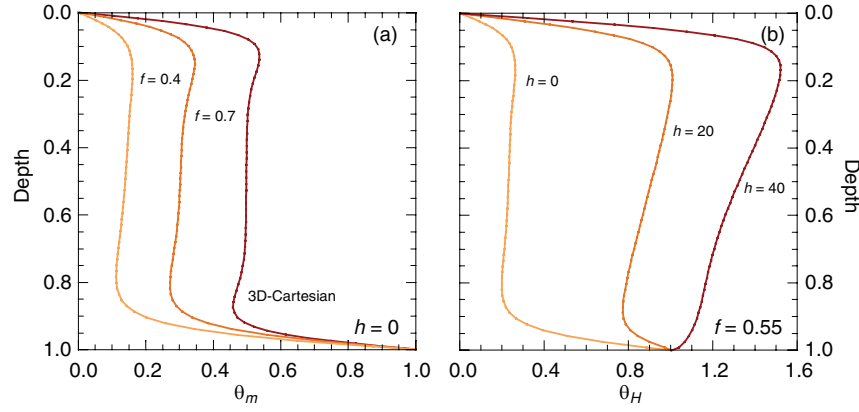 (a)
0.0
0.2
0.4
0.6
0.8
1.0
Depth
f = 0.4
f = 0.7
3D-Cartesian
h = 0
0.0 0.2 0.4 0.6 0.8 1.0
θm
(b)
h = 0
h = 20
h = 40
f = 0.55
0.0 0.4 0.8 1.2 1.6
θH
0.0
0.2
0.4
0.6
0.8
1.0
Depth